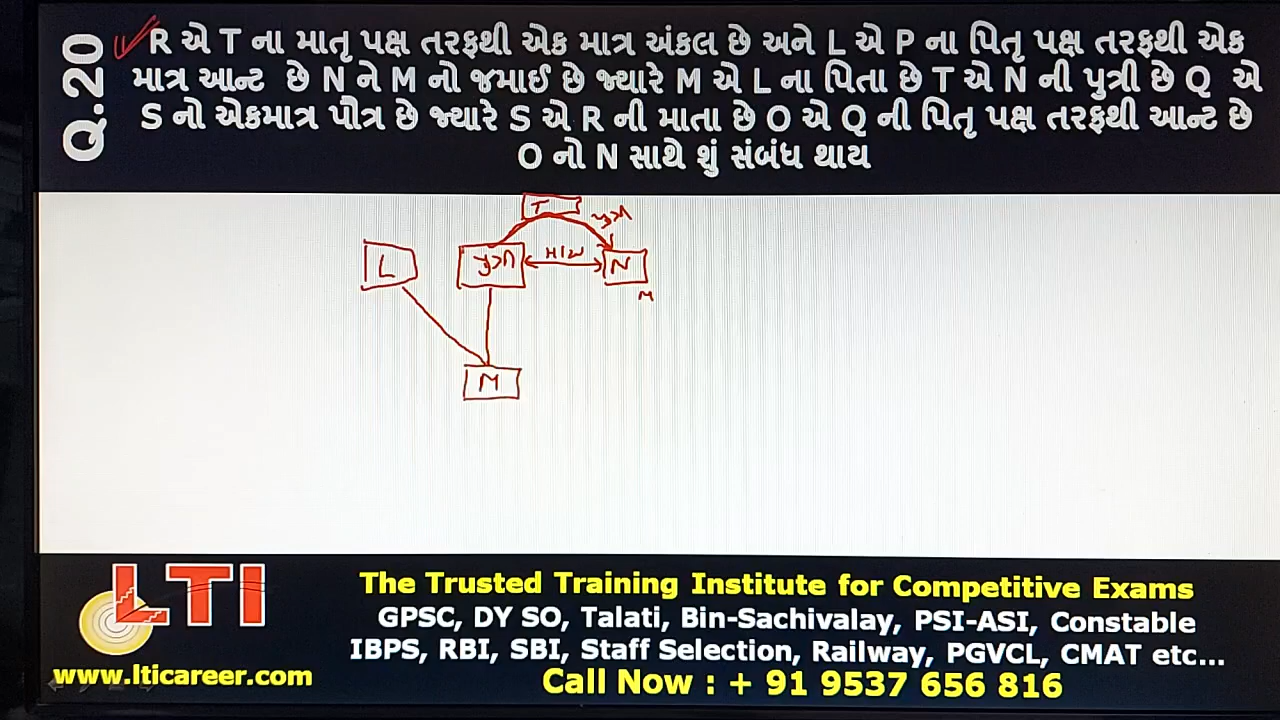 Q.20
R એ T ના માતૃ પક્ષ તરફથી એક માત્ર અંકલ છે અને L એ P ના પિતૃ પક્ષ તરફથી એક
માત્ર આન્ટ છે N ને M નો જમાઈ છે જ્યારે M એ L ના પિતા છે T એ N ની પુત્રી છે Q એ
S નો એકમાત્ર પૌત્ર છે જ્યારે S એ R ની માતા છે O એ Q ની પિતૃ પક્ષ તરફથી આન્ટ છે
O નો N સાથે શું સંબંધ થાય
T
પુત્રી
L
પુત્રી
H/W
N
M
M
LTI
www.lticareer.com
The Trusted Training Institute for Competitive Exams
GPSC, DY SO, Talati, Bin-Sachivalay, PSI-ASI, Constable
IBPS, RBI, SBI, Staff Selection, Railway, PGVCL, CMAT etc...
Call Now : + 91 9537 656 816